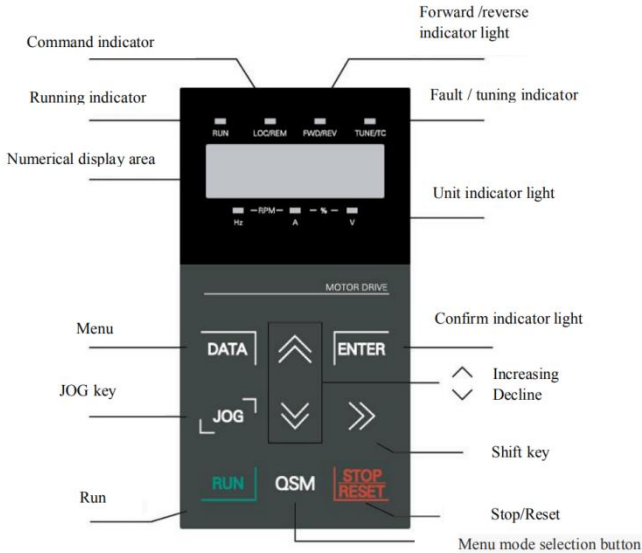 Forward /reverse
indicator light
Command indicator
Running indicator
Fault / tuning indicator
RUN LOC/REM FWD/REV TUNE/TC
Numerical display area
Unit indicator light
Hz —RPM— A —%— V
MOTOR DRIVE
Confirm indicator light
Menu
DATA
ENTER
Increasing
Decline
JOG key
JOG
Shift key
RUN QSM STOP
RESET
Run
Stop/Reset
Menu mode selection button